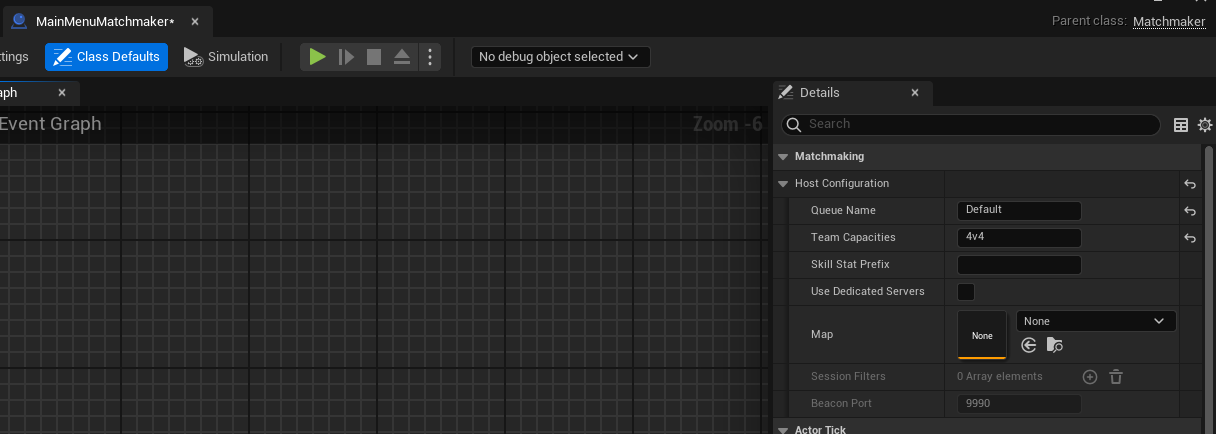 MainMenuMatchmaker*
Parent class: Matchmaker
ttings
Class Defaults
Simulation
No debug object selected
aph
Details
Event Graph
Zoom -6
Search
Matchmaking
Host Configuration
Queue Name Default
Team Capacities 4v4
Skill Stat Prefix
Use Dedicated Servers
Map None None
Session Filters 0 Array elements
Beacon Port 9990
Actor Tick